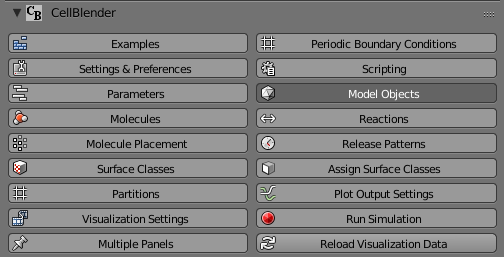 CB CellBlender
Examples
Periodic Boundary Conditions
Settings & Preferences
Scripting
Parameters
Model Objects
Molecules
Reactions
Molecule Placement
Release Patterns
Surface Classes
Assign Surface Classes
Partitions
Plot Output Settings
Visualization Settings
Run Simulation
Multiple Panels
Reload Visualization Data